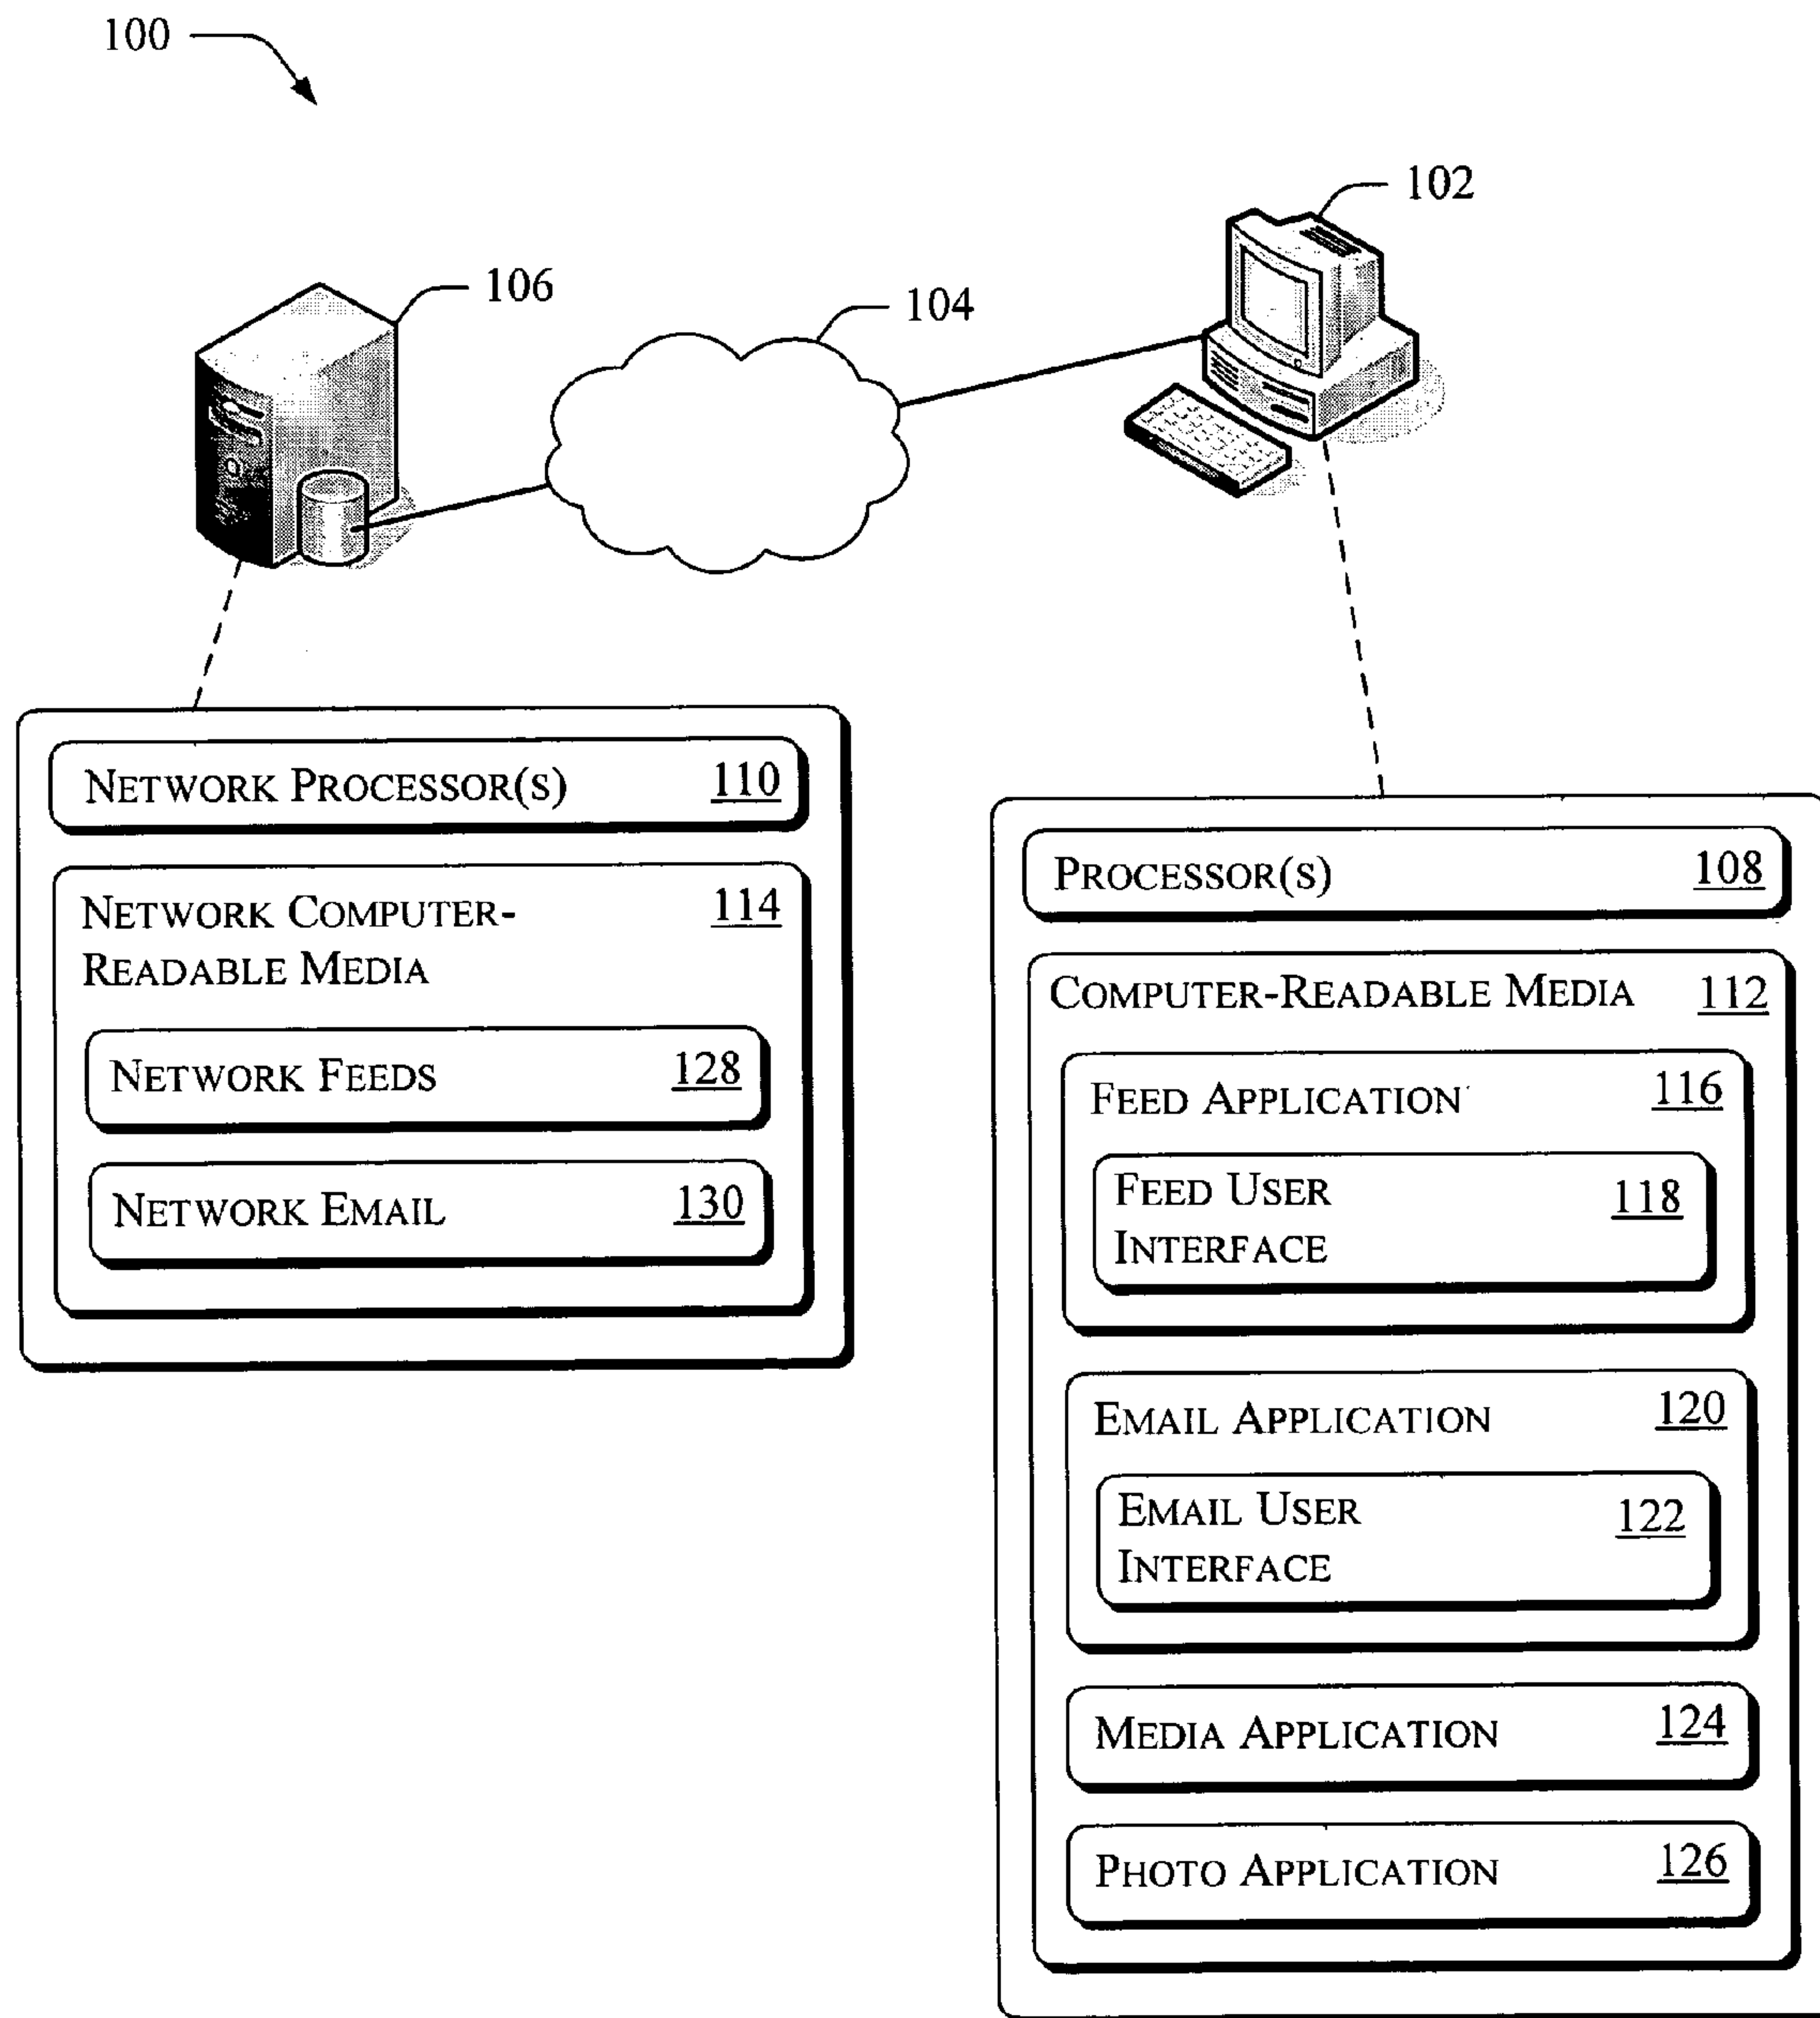 100
102
106
104
NETWORK PROCESSOR(S) 110
NETWORK COMPUTER- 114
READABLE MEDIA
NETWORK FEEDS 128
NETWORK EMAIL 130
PROCESSOR(S) 108
COMPUTER-READABLE MEDIA 112
FEED APPLICATION 116
FEED USER 118
INTERFACE
EMAIL APPLICATION 120
EMAIL USER 122
INTERFACE
MEDIA APPLICATION 124
PHOTO APPLICATION 126